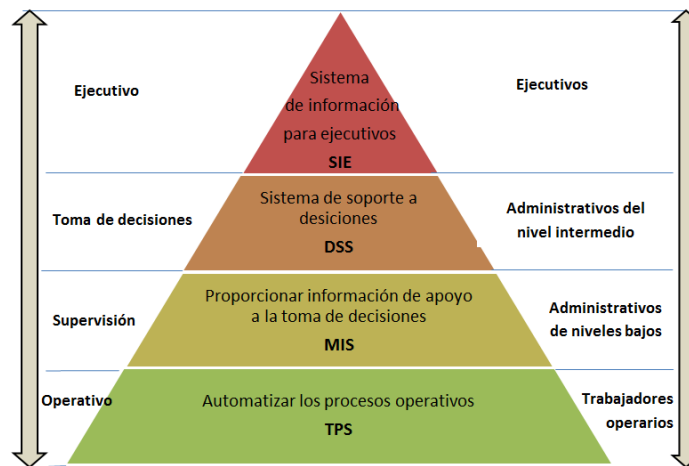 Ejecutivo
Sistema
de información
para ejecutivos
SIE
Ejecutivos
Toma de decisiones
Sistema de soporte a
desiciones
DSS
Administrativos del
nivel intermedio
Supervisión
Proporcionar información de apoyo
a la toma de decisiones
MIS
Administrativos
de niveles bajos
Operativo
Automatizar los procesos operativos
TPS
Trabajadores
operarios